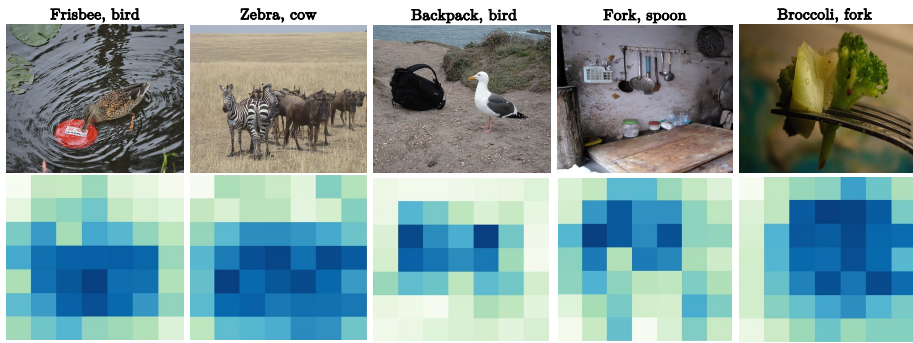 Frisbee, bird
Zebra, cow
Backpack, bird
Fork, spoon
Broccoli, fork